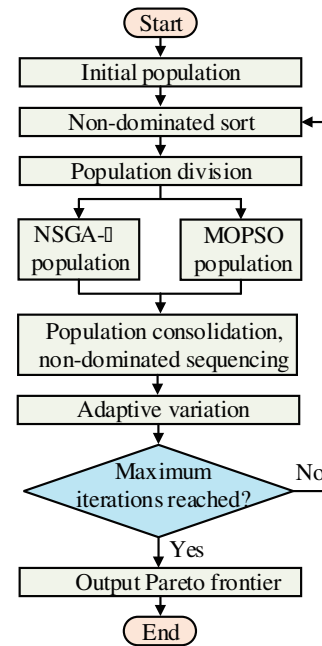 Start
Initial population
Non-dominated sort
Population division
NSGA-▯
population
MOPSO
population
Population consolidation,
non-dominated sequencing
Adaptive variation
Maximum
iterations reached?
No
Yes
Output Pareto frontier
End